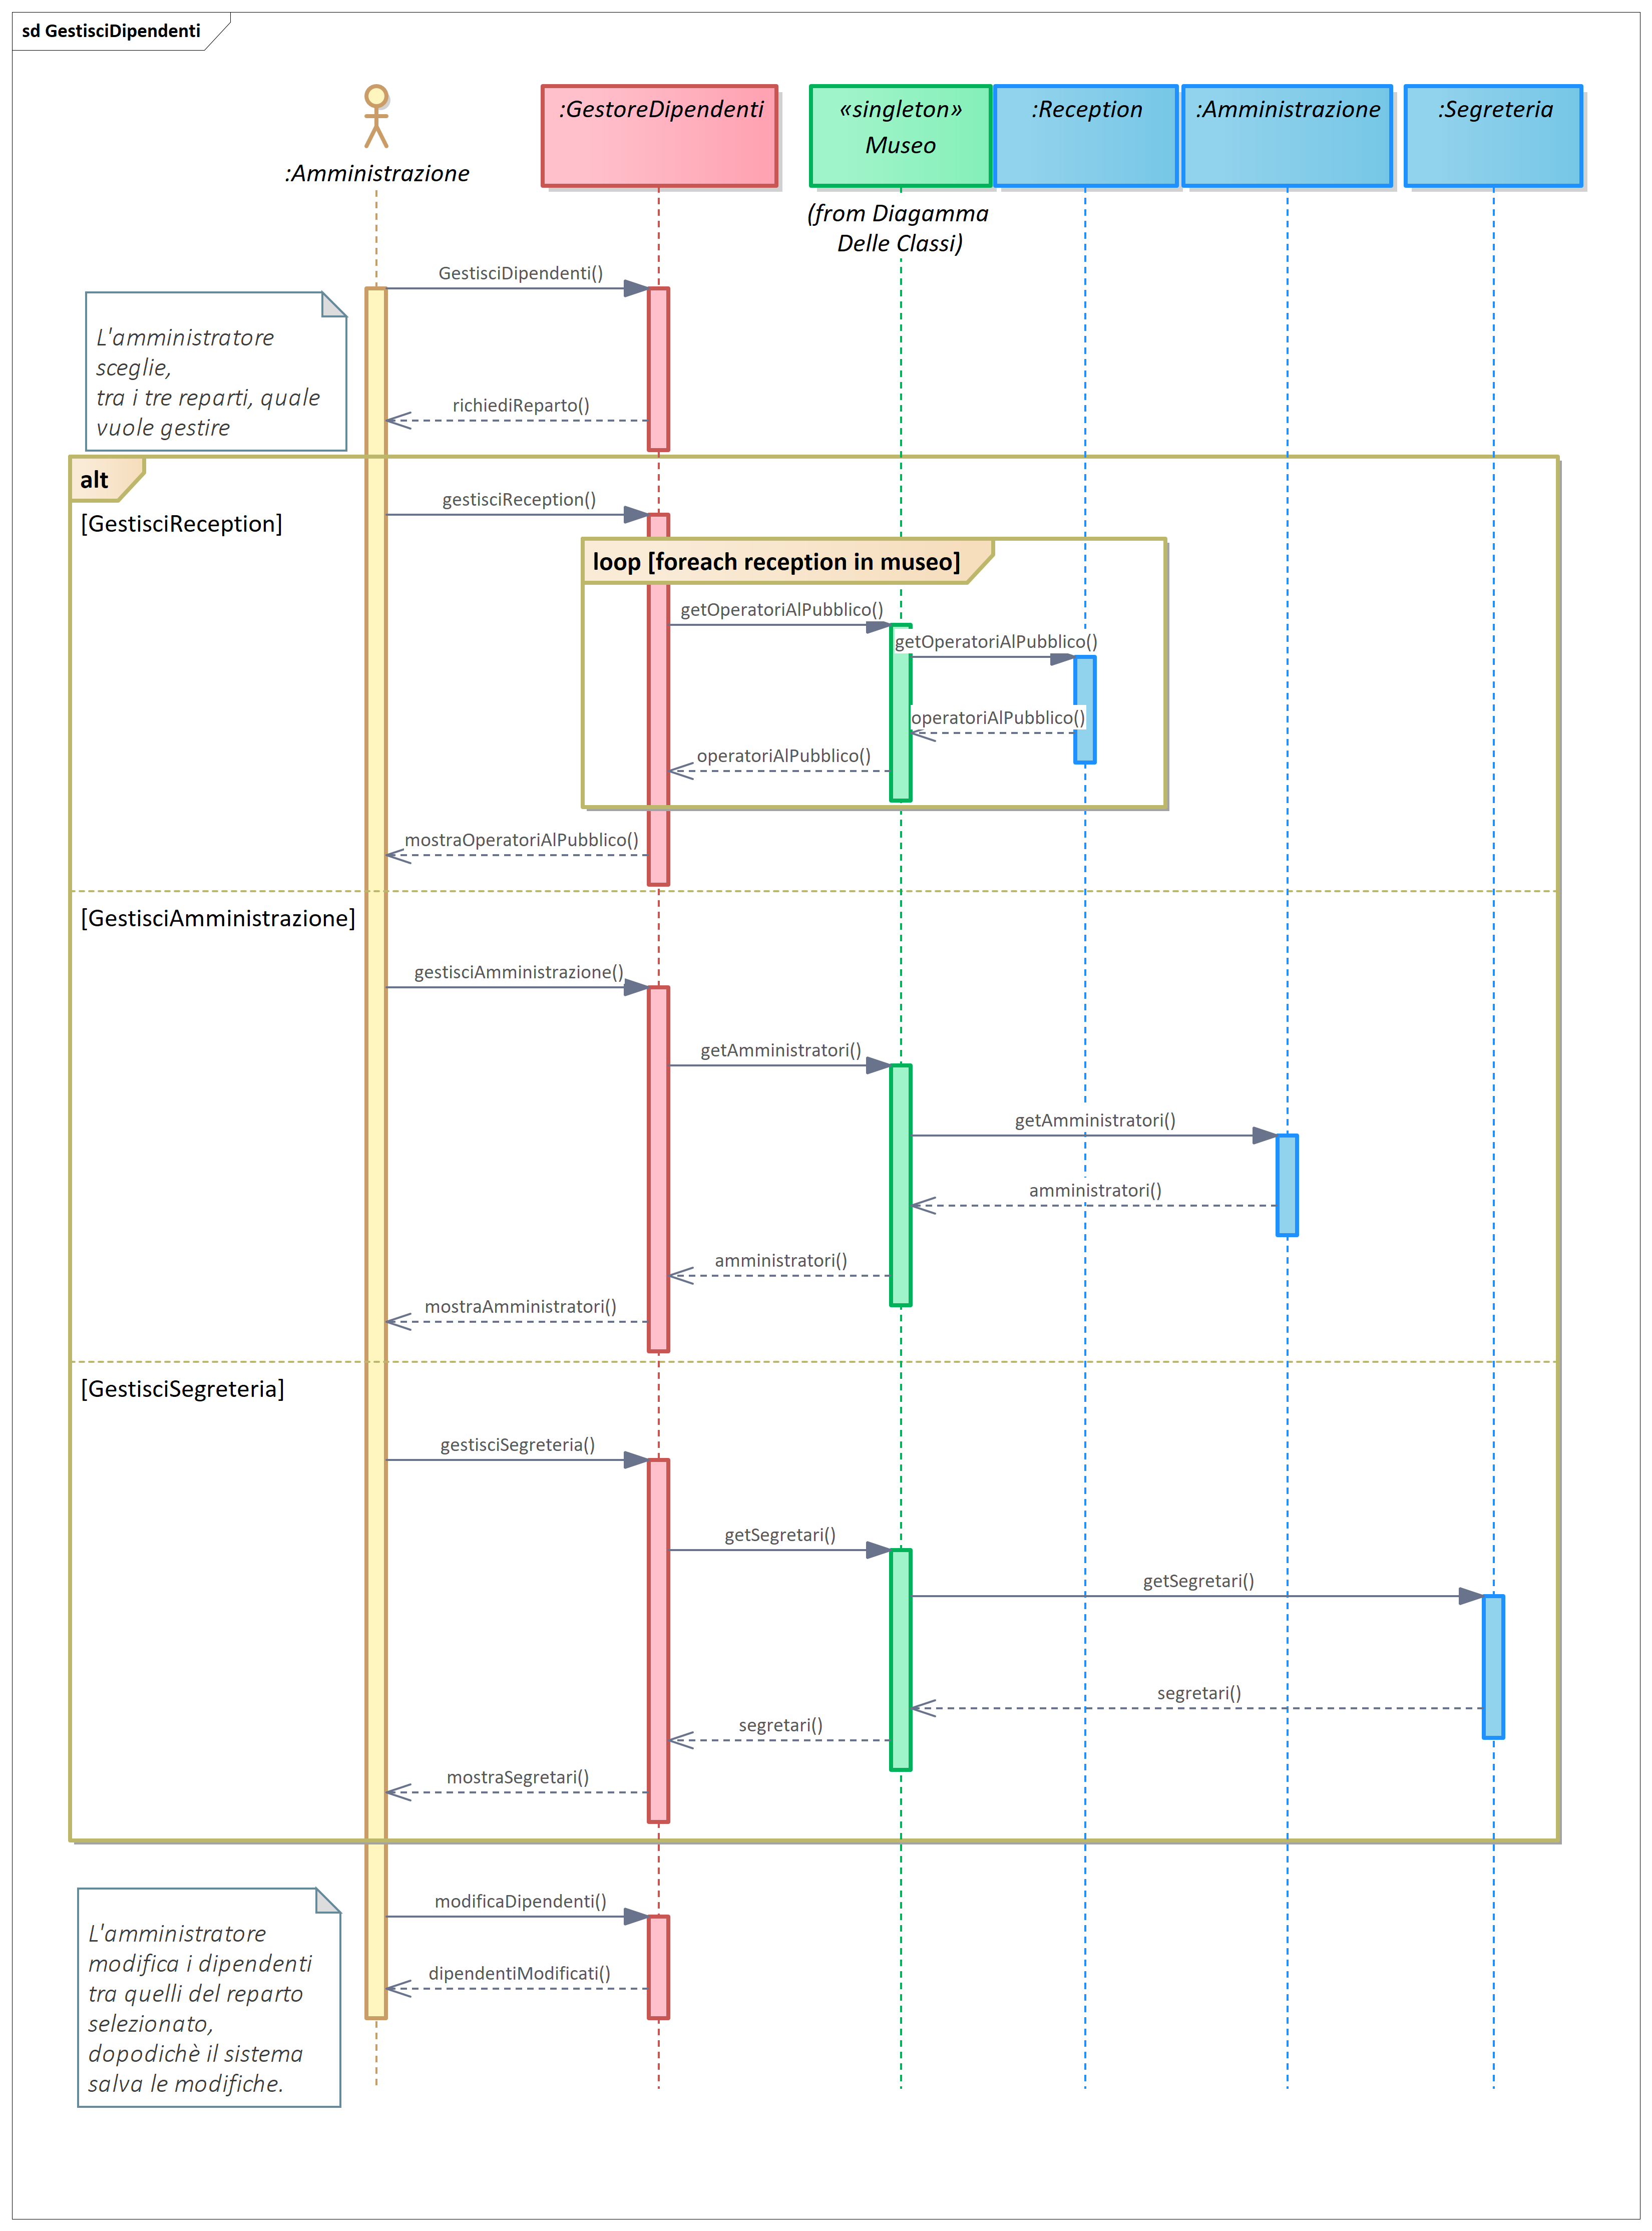 sd GestisciDipendenti
:Amministrazione
:GestoreDipendenti
«singleton»
Museo
(from Diagamma
Delle Classi)
:Reception
:Amministrazione
:Segreteria
GestisciDipendenti()
L'amministratore
sceglie,
tra i tre reparti, quale
vuole gestire
richiediReparto()
alt
[GestisciReception]
gestisciReception()
loop [foreach reception in museo]
getOperatoriAlPubblico()
getOperatoriAlPubblico()
operatoriAlPubblico()
operatoriAlPubblico()
mostraOperatoriAlPubblico()
[GestisciAmministrazione]
gestisciAmministrazione()
getAmministratori()
getAmministratori()
amministratori()
amministratori()
mostraAmministratori()
[GestisciSegreteria]
gestisciSegreteria()
getSegretari()
getSegretari()
segretari()
segretari()
mostraSegretari()
modificaDipendenti()
L'amministratore
modifica i dipendenti
tra quelli del reparto
selezionato,
dopodichè il sistema
salva le modifiche.
dipendentiModificati()